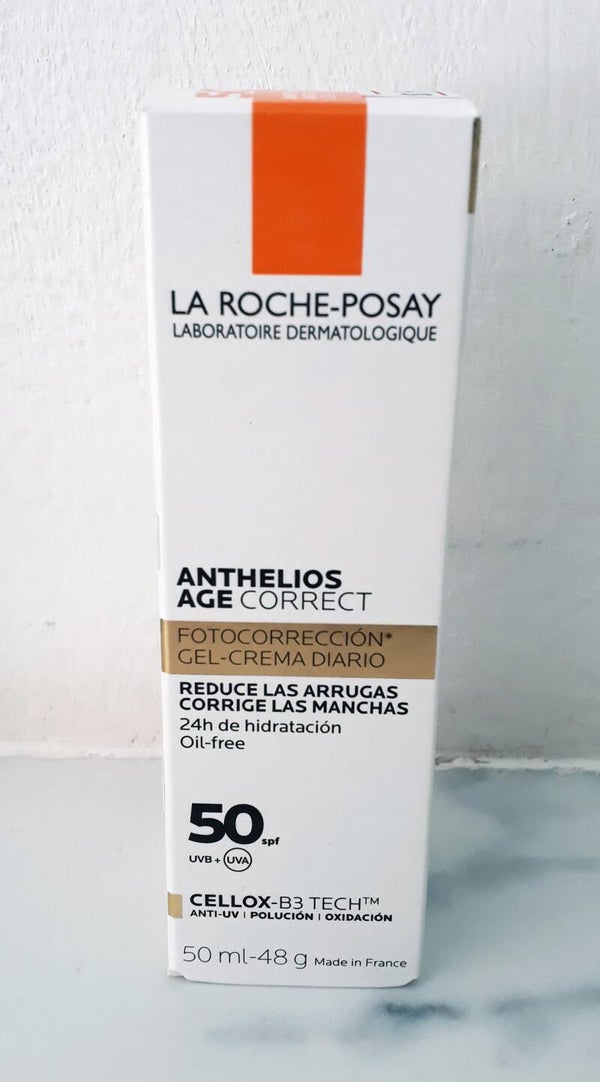 LA ROCHE-POSAY
LABORATOIRE DERMATOLOGIQUE
ANTHELIOS
AGE CORRECT
FOTOCORRECCIÓN*
GEL-CREMA DIARIO
REDUCE LAS ARRUGAS
CORRIGE LAS MANCHAS
24h de hidratación
Oil-free
50 spf
UVB + UVA
CELLOX-B3 TECH™
ANTI-UV | POLUCIÓN | OXIDACIÓN
50 ml-48 g Made in France